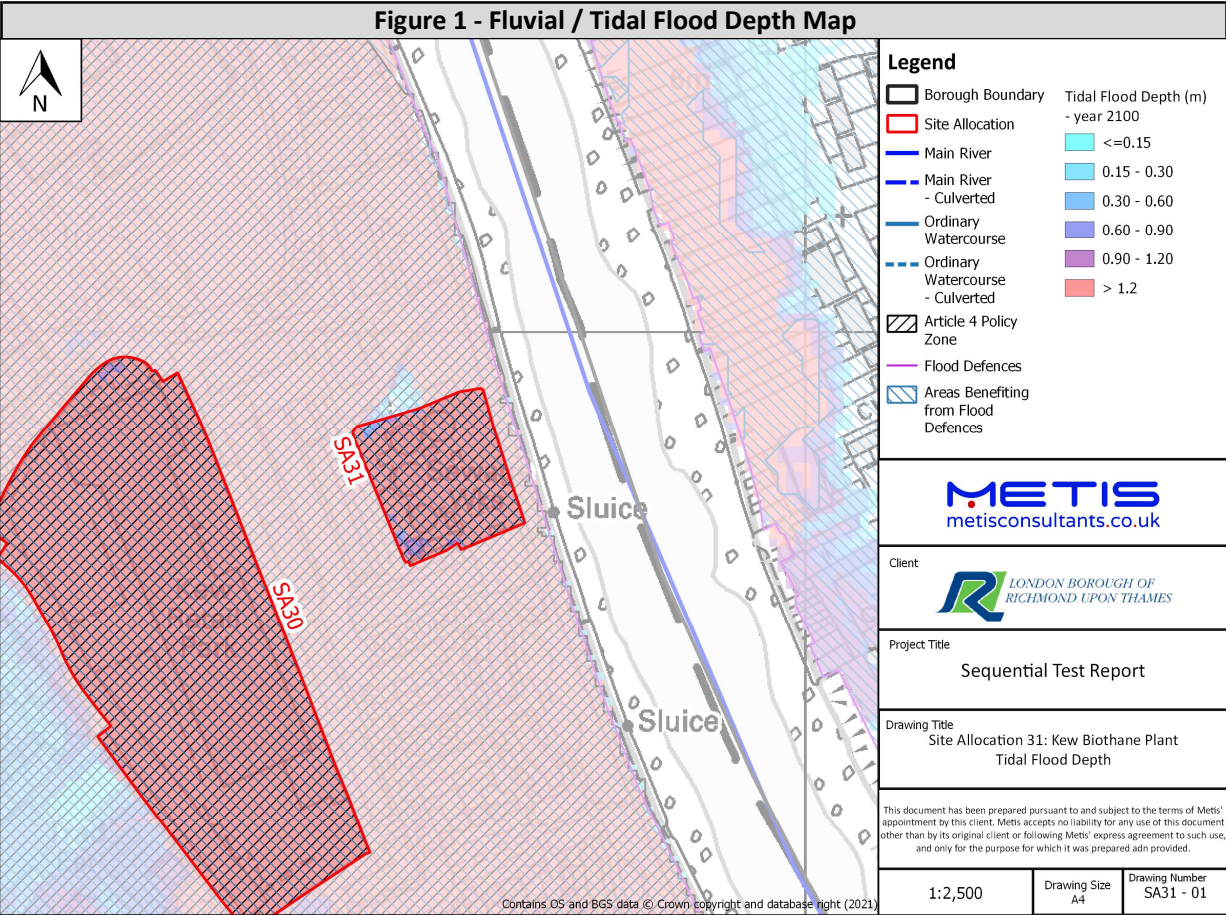 Figure 1 - Fluvial / Tidal Flood Depth Map
N
SA31
SA30
Sluice
Sluice
Contains OS and BGS data © Crown copyright and database right (2021)
Legend
Borough Boundary
Site Allocation
Main River
Main River
- Culverted
Ordinary
Watercourse
Ordinary
Watercourse
- Culverted
Article 4 Policy
Zone
Flood Defences
Areas Benefiting
from Flood
Defences
Tidal Flood Depth (m)
- year 2100
<=0.15
0.15 - 0.30
0.30 - 0.60
0.60 - 0.90
0.90 - 1.20
> 1.2
METIS
metisconsultants.co.uk
Client
LONDON BOROUGH OF
RICHMOND UPON THAMES
Project Title
Sequential Test Report
Drawing Title
Site Allocation 31: Kew Biothane Plant
Tidal Flood Depth
This document has been prepared pursuant to and subject to the terms of Metis'
appointment by this client. Metis accepts no liability for any use of this document
other than by its original client or following Metis' express agreement to such use,
and only for the purpose for which it was prepared adn provided.
1:2,500
Drawing Size
A4
Drawing Number
SA31 - 01